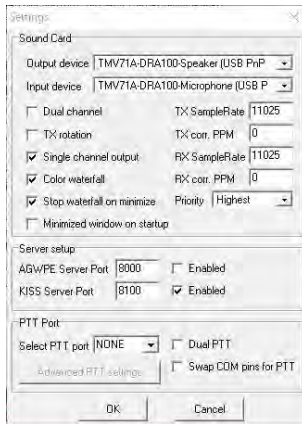 Settings
Sound Card
Output device TMV71A-DRA100-Speaker (USB PnP
Input device TMV71A-DRA100-Microphone (USB P
Dual channel TX SampleRate 11025
TX rotation TX corr. PPM 0
Single channel output RX SampleRate 11025
Color waterfall RX corr. PPM 0
Stop waterfall on minimize Priority Highest
Minimized window on startup
Server setup
AGWPE Server Port 8000 Enabled
KISS Server Port 8100 Enabled
PTT Port
Select PTT port NONE Dual PTT
Advanced PTT settings Swap COM pins for PTT
OK Cancel